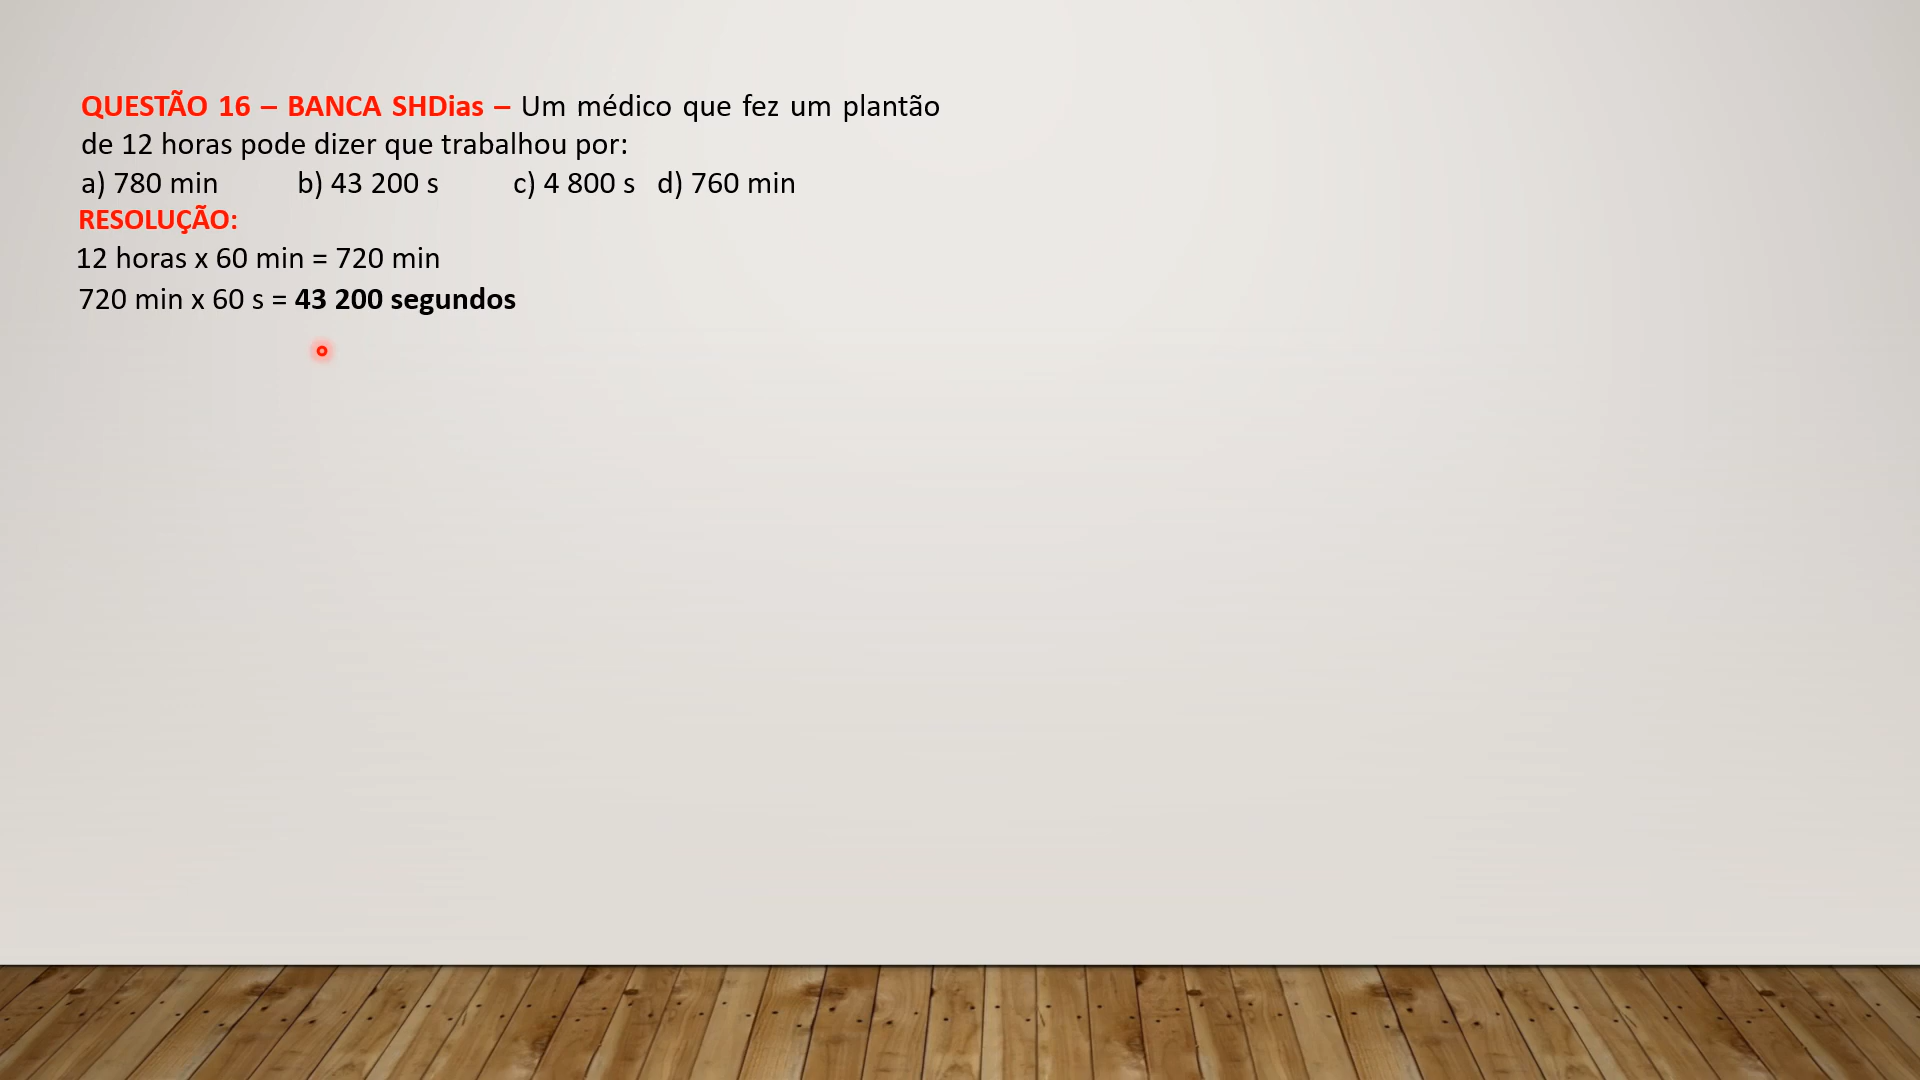 QUESTÃO 16 – BANCA SHDias – Um médico que fez um plantão
de 12 horas pode dizer que trabalhou por:
a) 780 min b) 43 200 s c) 4 800 s d) 760 min
RESOLUÇÃO:
12 horas x 60 min = 720 min
720 min x 60 s = 43 200 segundos